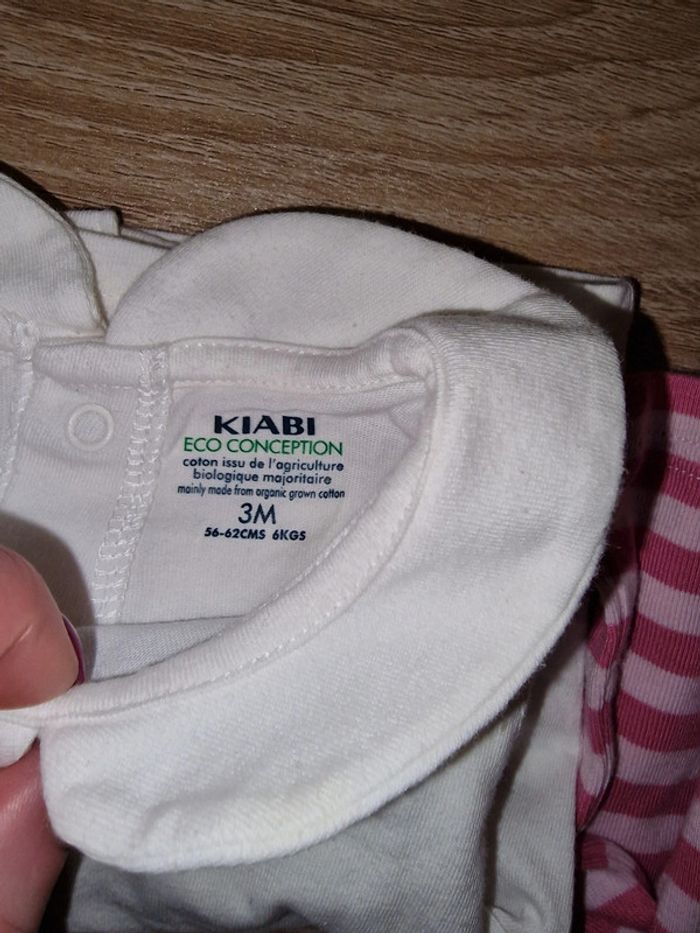 KIABI
ECO CONCEPTION
coton issu de l'agriculture
biologique majoritaire
mainly made from organic grown cotton
3M
56-62CMS 6KGS